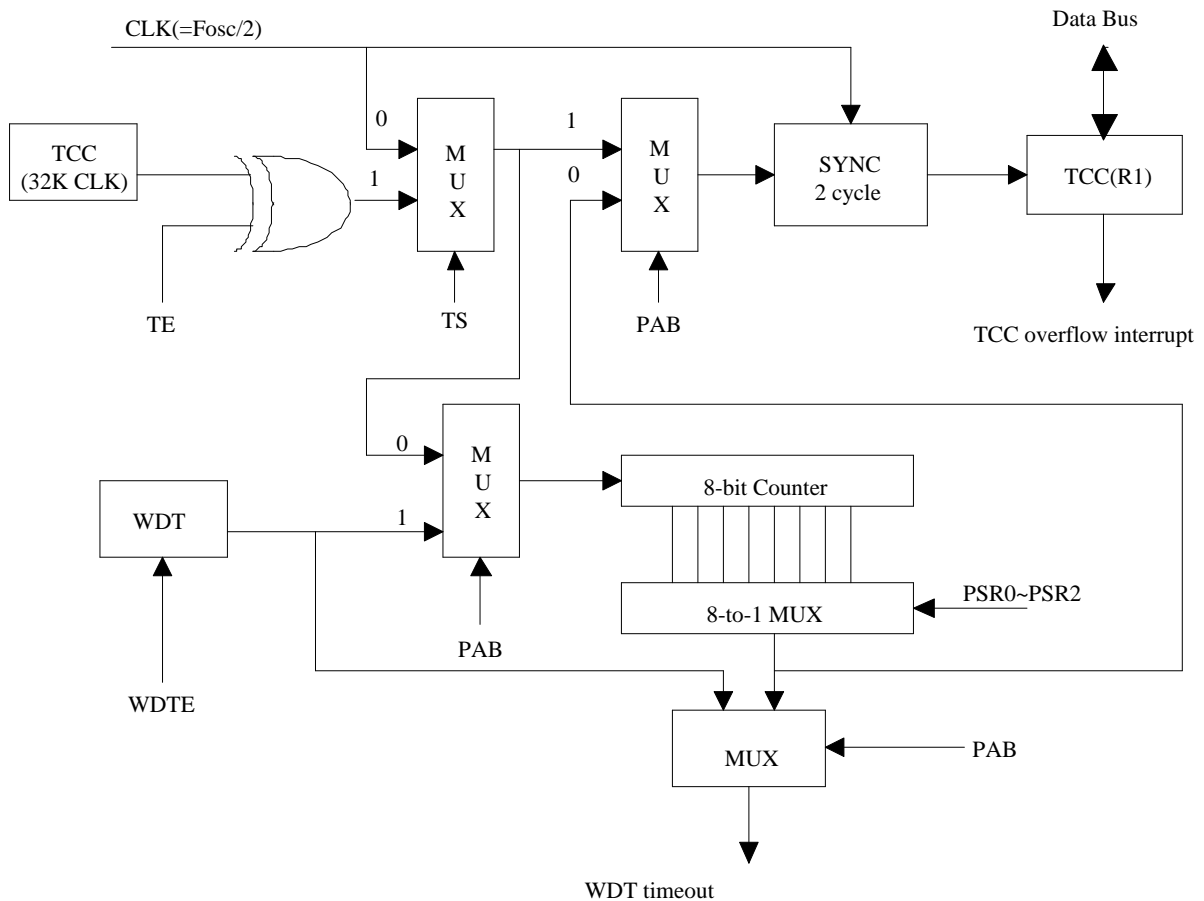 CLK(=Fosc/2)
Data Bus
0
1
TCC
(32K CLK)
M
U
X
M
U
X
SYNC
2 cycle
TCC(R1)
1
0
TE
TS
PAB
TCC overflow interrupt
0
M
U
X
8-bit Counter
WDT
1
PSR0~PSR2
8-to-1 MUX
PAB
WDTE
MUX
PAB
WDT timeout